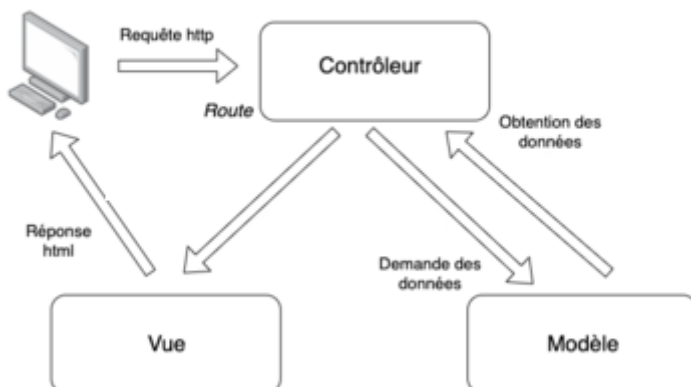 Requête http
Contrôleur
Route
Obtention des
données
Réponse
html
Demande des
données
Vue
Modèle